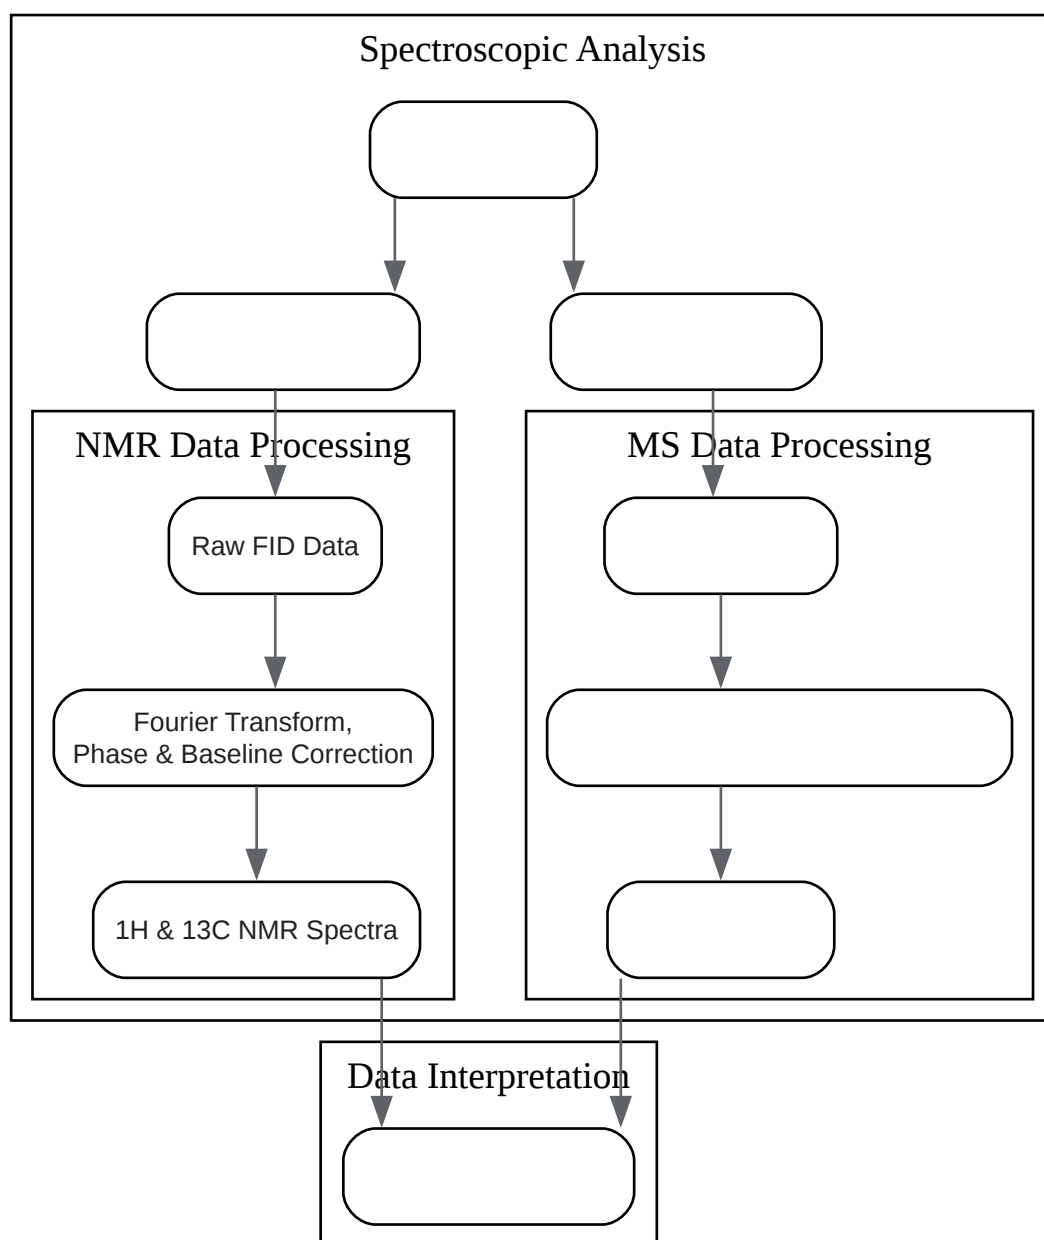 Spectroscopic Analysis
NMR Data Processing
MS Data Processing
Raw FID Data
Fourier Transform,
Phase & Baseline Correction
1H & 13C NMR Spectra
Data Interpretation